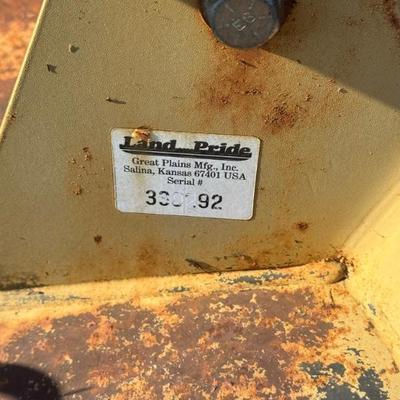 Land Pride
Great Plains Mfg., Inc.
Salina, Kansas 67401 USA
Serial #